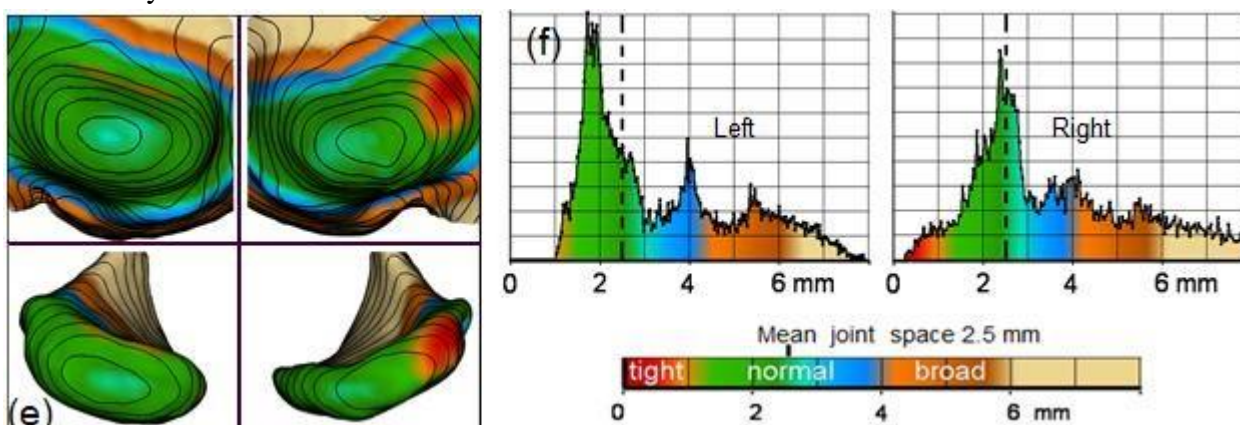 (e)
(f)
Left
0 2 4 6 mm
Right
0 2 4 6 mm
Mean joint space 2.5 mm
tight normal broad
0 2 4 6 mm